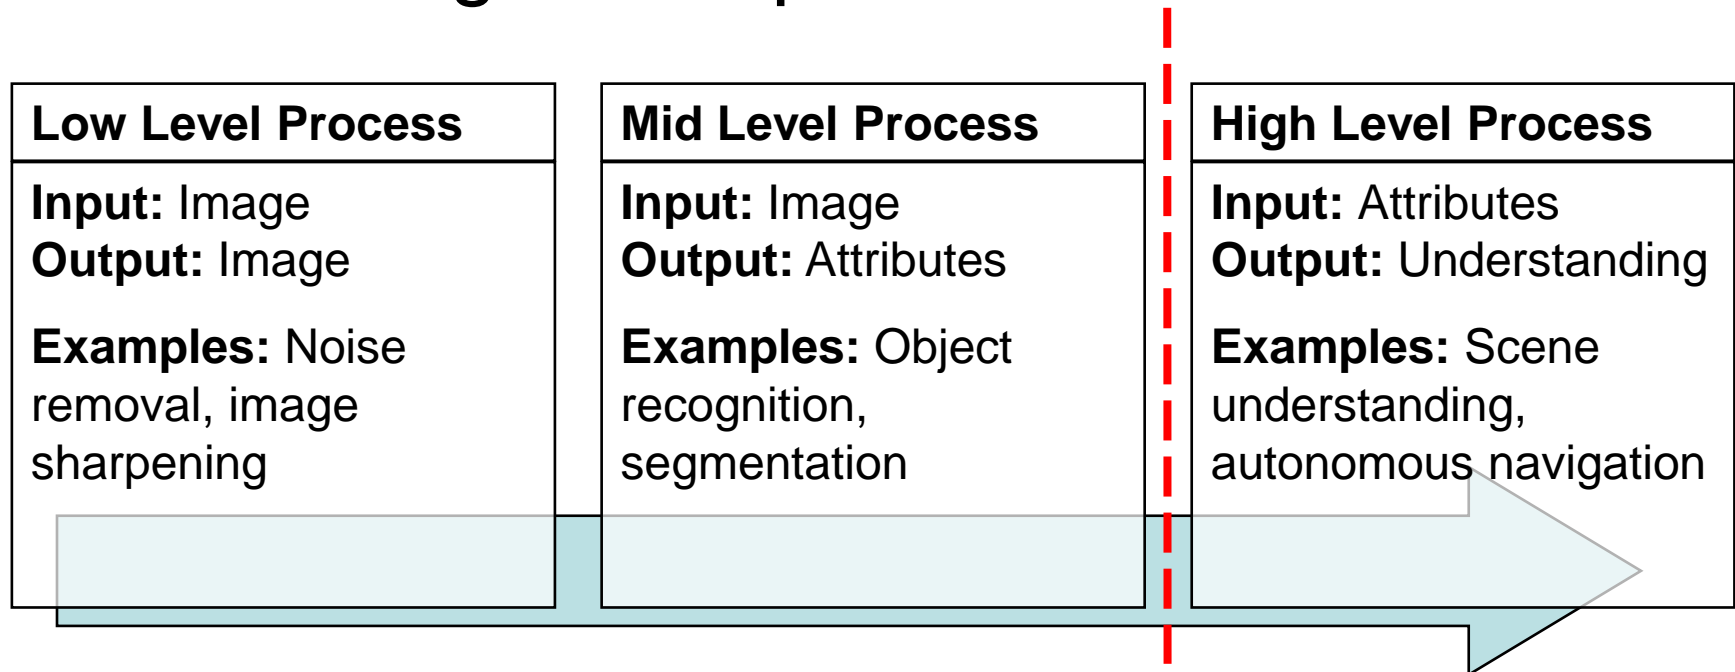 Low Level Process
Input: Image
Output: Image
Examples: Noise
removal, image
sharpening
Mid Level Process
Input: Image
Output: Attributes
Examples: Object
recognition,
segmentation
High Level Process
Input: Attributes
Output: Understanding
Examples: Scene
understanding,
autonomous navigation